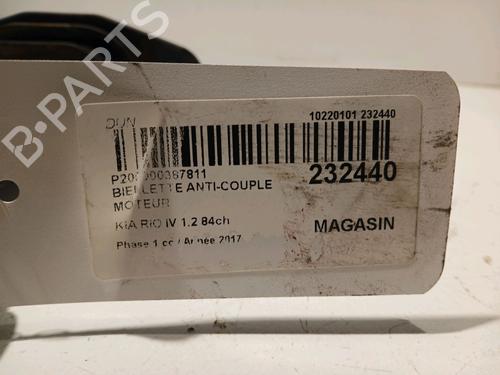 B-PARTS
DUN
10220101 232440
BIELLETTE ANTI-COUPLE
MOTEUR
232440
KIA RIO IV 1.2 84ch
MAGASIN
Phase 1 cc / Année 2017